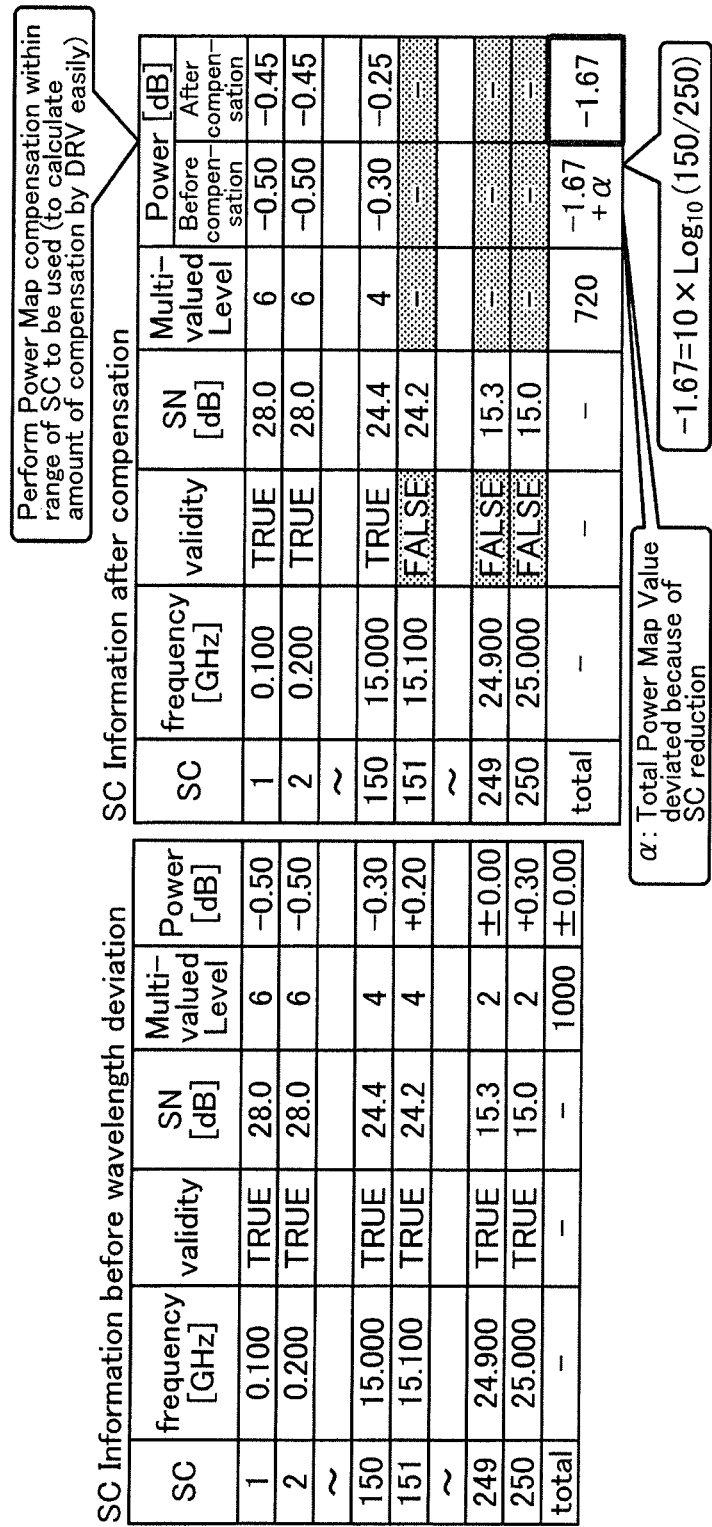 SC Information before wavelength deviation
SC | frequency [GHz] | validity | SN [dB] | Multi-valued Level | Power [dB]
1 | 0.100 | TRUE | 28.0 | 6 | −0.50
2 | 0.200 | TRUE | 28.0 | 6 | −0.50
~
150 | 15.000 | TRUE | 24.4 | 4 | −0.30
151 | 15.100 | TRUE | 24.2 | 4 | +0.20
~
249 | 24.900 | TRUE | 15.3 | 2 | ±0.00
250 | 25.000 | TRUE | 15.0 | 2 | +0.30
total | − | − | − | 1000 | ±0.00
Perform Power Map compensation within
range of SC to be used (to calculate
amount of compensation by DRV easily)
SC Information after compensation
SC | frequency [GHz] | validity | SN [dB] | Multi-valued Level | Power [dB]
Before compen-sation | After compen-sation
1 | 0.100 | TRUE | 28.0 | 6 | −0.50 | −0.45
2 | 0.200 | TRUE | 28.0 | 6 | −0.50 | −0.45
~
150 | 15.000 | TRUE | 24.4 | 4 | −0.30 | −0.25
151 | 15.100 | FALSE | 24.2 | − | − | −
~
249 | 24.900 | FALSE | 15.3 | − | − | −
250 | 25.000 | FALSE | 15.0 | − | − | −
total | − | − | − | 720 | −1.67 +α | −1.67
α: Total Power Map Value
deviated because of
SC reduction
−1.67=10×Log₁₀(150/250)